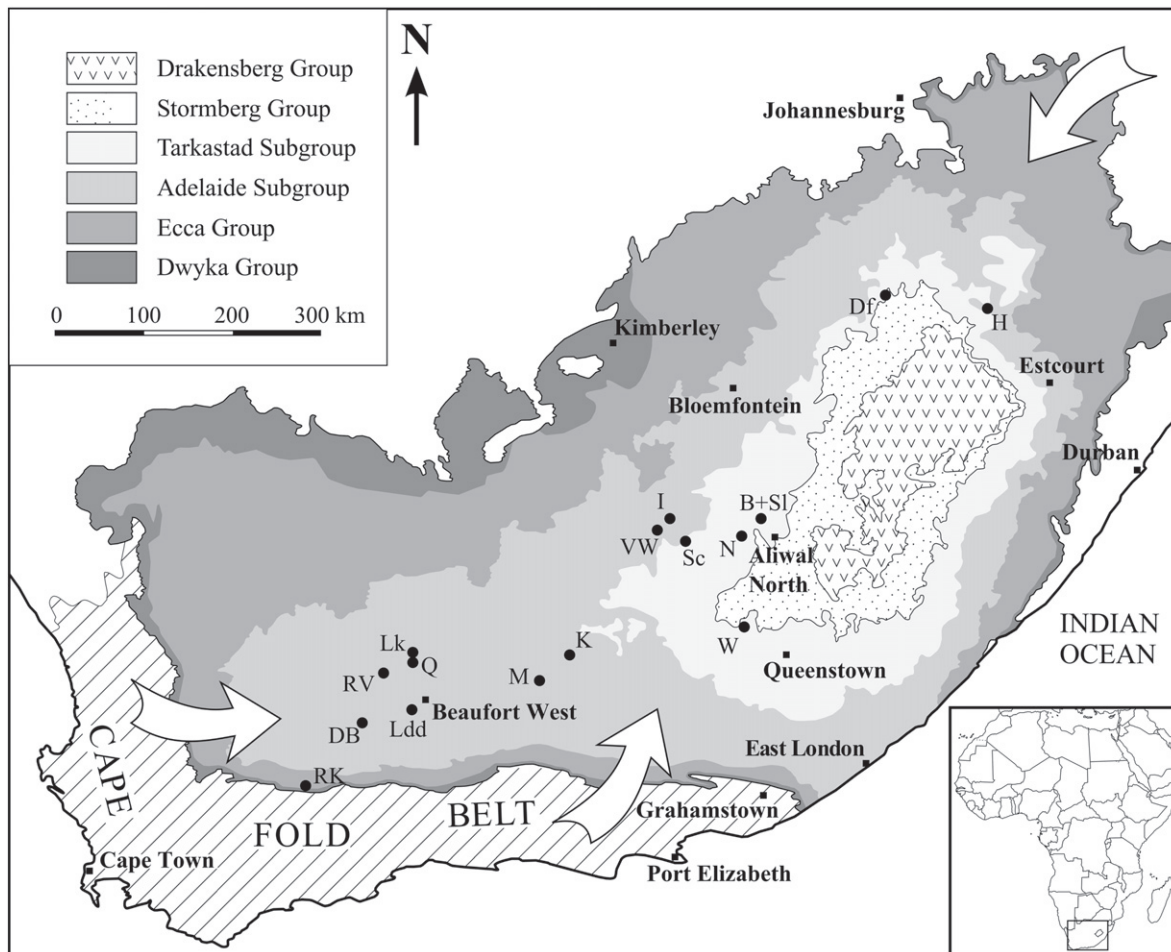 Drakensberg Group
Stormberg Group
Tarkastad Subgroup
Adelaide Subgroup
Ecca Group
Dwyka Group
0 100 200 300 km
N
Johannesburg
Kimberley
Df
H
Estcourt
Bloemfontein
Durban
I
B+Sl
VW
Sc
N
Aliwal
North
Lk
Q
K
W
Queenstown
INDIAN
OCEAN
RV
M
Beaufort West
DB
Ldd
East London
RK
CAPE
FOLD
BELT
Grahamstown
Cape Town
Port Elizabeth